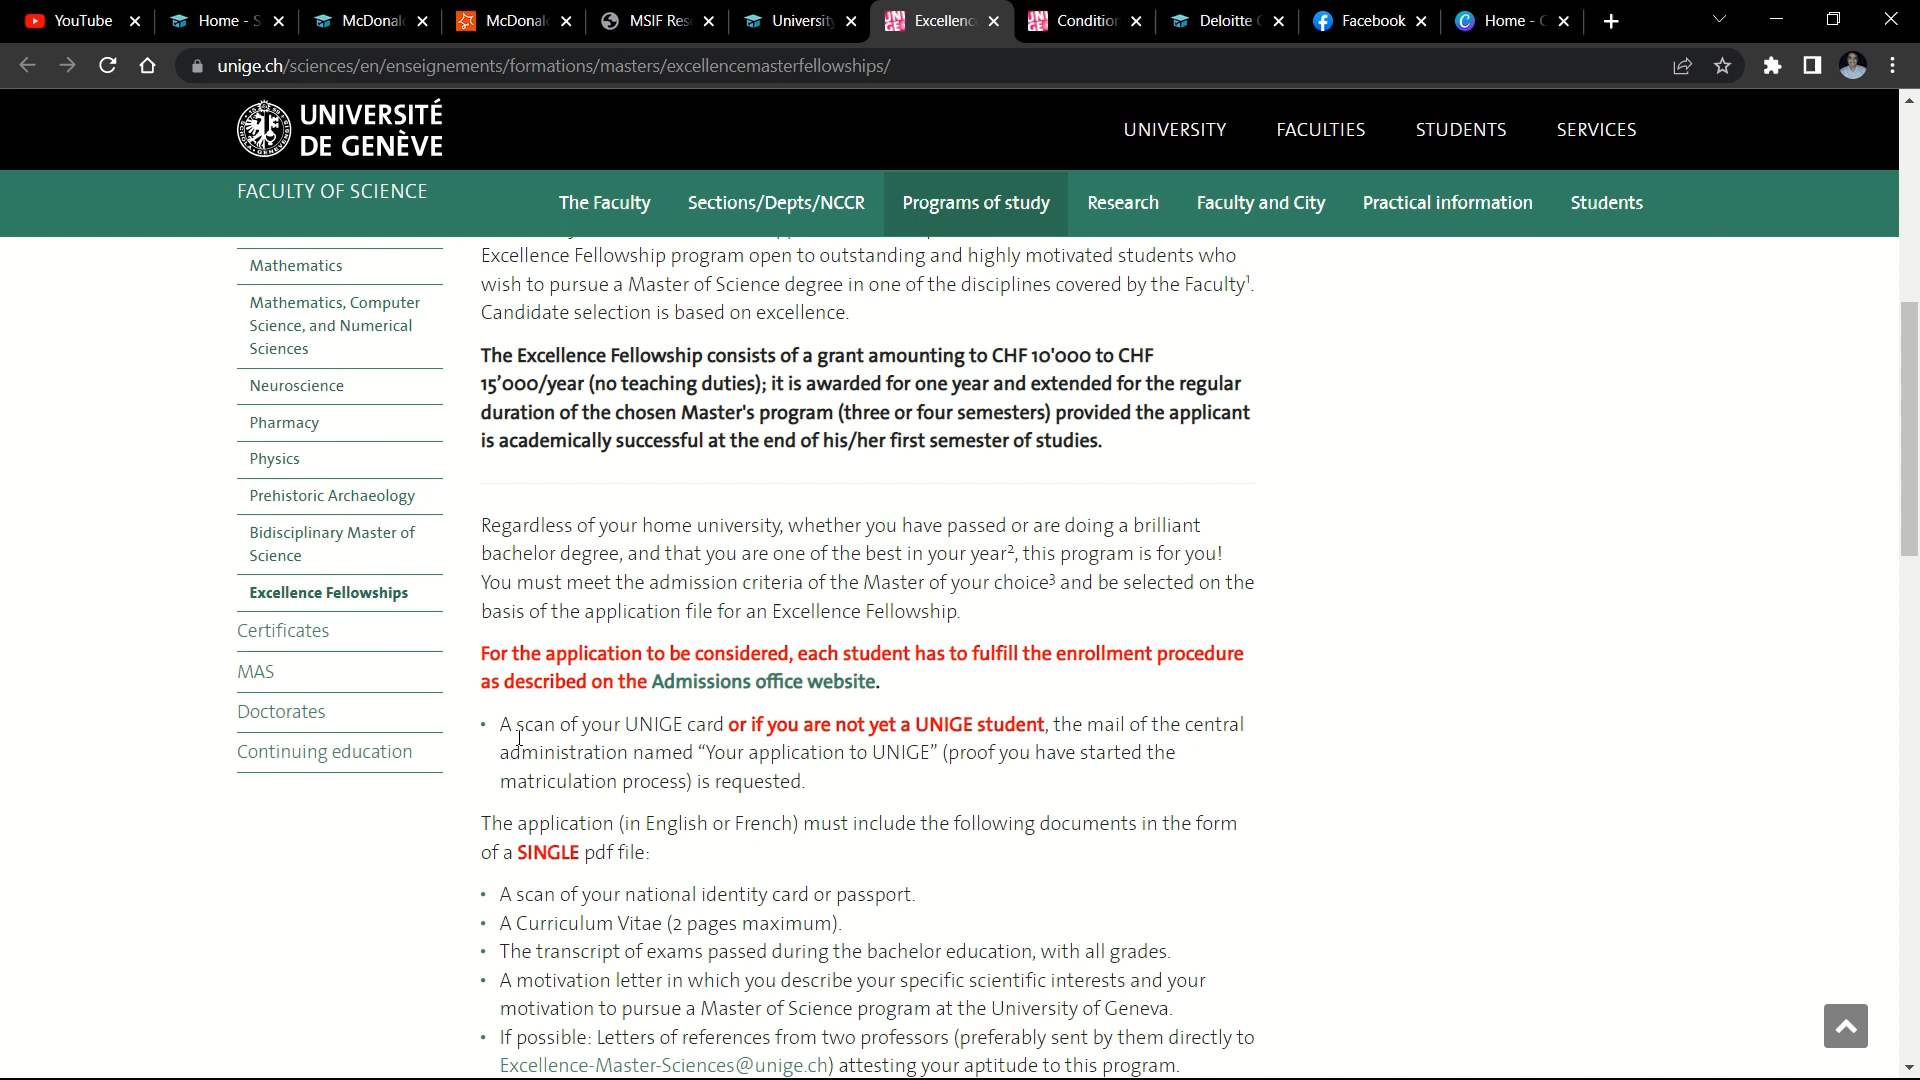 YouTube
Home - S
McDonal
McDonal
MSIF Res
University
Excellenc
Condition
Deloitte
Facebook
Home - C
unige.ch/sciences/en/enseignements/formations/masters/excellencemasterfellowships/
UNIVERSITÉ
DE GENÈVE
UNIVERSITY FACULTIES STUDENTS SERVICES
FACULTY OF SCIENCE
The Faculty Sections/Depts/NCCR Programs of study Research Faculty and City Practical information Students
Mathematics
Mathematics, Computer
Science, and Numerical
Sciences
Neuroscience
Pharmacy
Physics
Prehistoric Archaeology
Bidisciplinary Master of
Science
Excellence Fellowships
Certificates
MAS
Doctorates
Continuing education
Excellence Fellowship program open to outstanding and highly motivated students who
wish to pursue a Master of Science degree in one of the disciplines covered by the Faculty¹.
Candidate selection is based on excellence.
The Excellence Fellowship consists of a grant amounting to CHF 10'000 to CHF
15’000/year (no teaching duties); it is awarded for one year and extended for the regular
duration of the chosen Master's program (three or four semesters) provided the applicant
is academically successful at the end of his/her first semester of studies.
Regardless of your home university, whether you have passed or are doing a brilliant
bachelor degree, and that you are one of the best in your year², this program is for you!
You must meet the admission criteria of the Master of your choice³ and be selected on the
basis of the application file for an Excellence Fellowship.
For the application to be considered, each student has to fulfill the enrollment procedure
as described on the Admissions office website.
• A scan of your UNIGE card or if you are not yet a UNIGE student, the mail of the central
administration named “Your application to UNIGE” (proof you have started the
matriculation process) is requested.
The application (in English or French) must include the following documents in the form
of a SINGLE pdf file:
• A scan of your national identity card or passport.
• A Curriculum Vitae (2 pages maximum).
• The transcript of exams passed during the bachelor education, with all grades.
• A motivation letter in which you describe your specific scientific interests and your
motivation to pursue a Master of Science program at the University of Geneva.
• If possible: Letters of references from two professors (preferably sent by them directly to
Excellence-Master-Sciences@unige.ch) attesting your aptitude to this program.